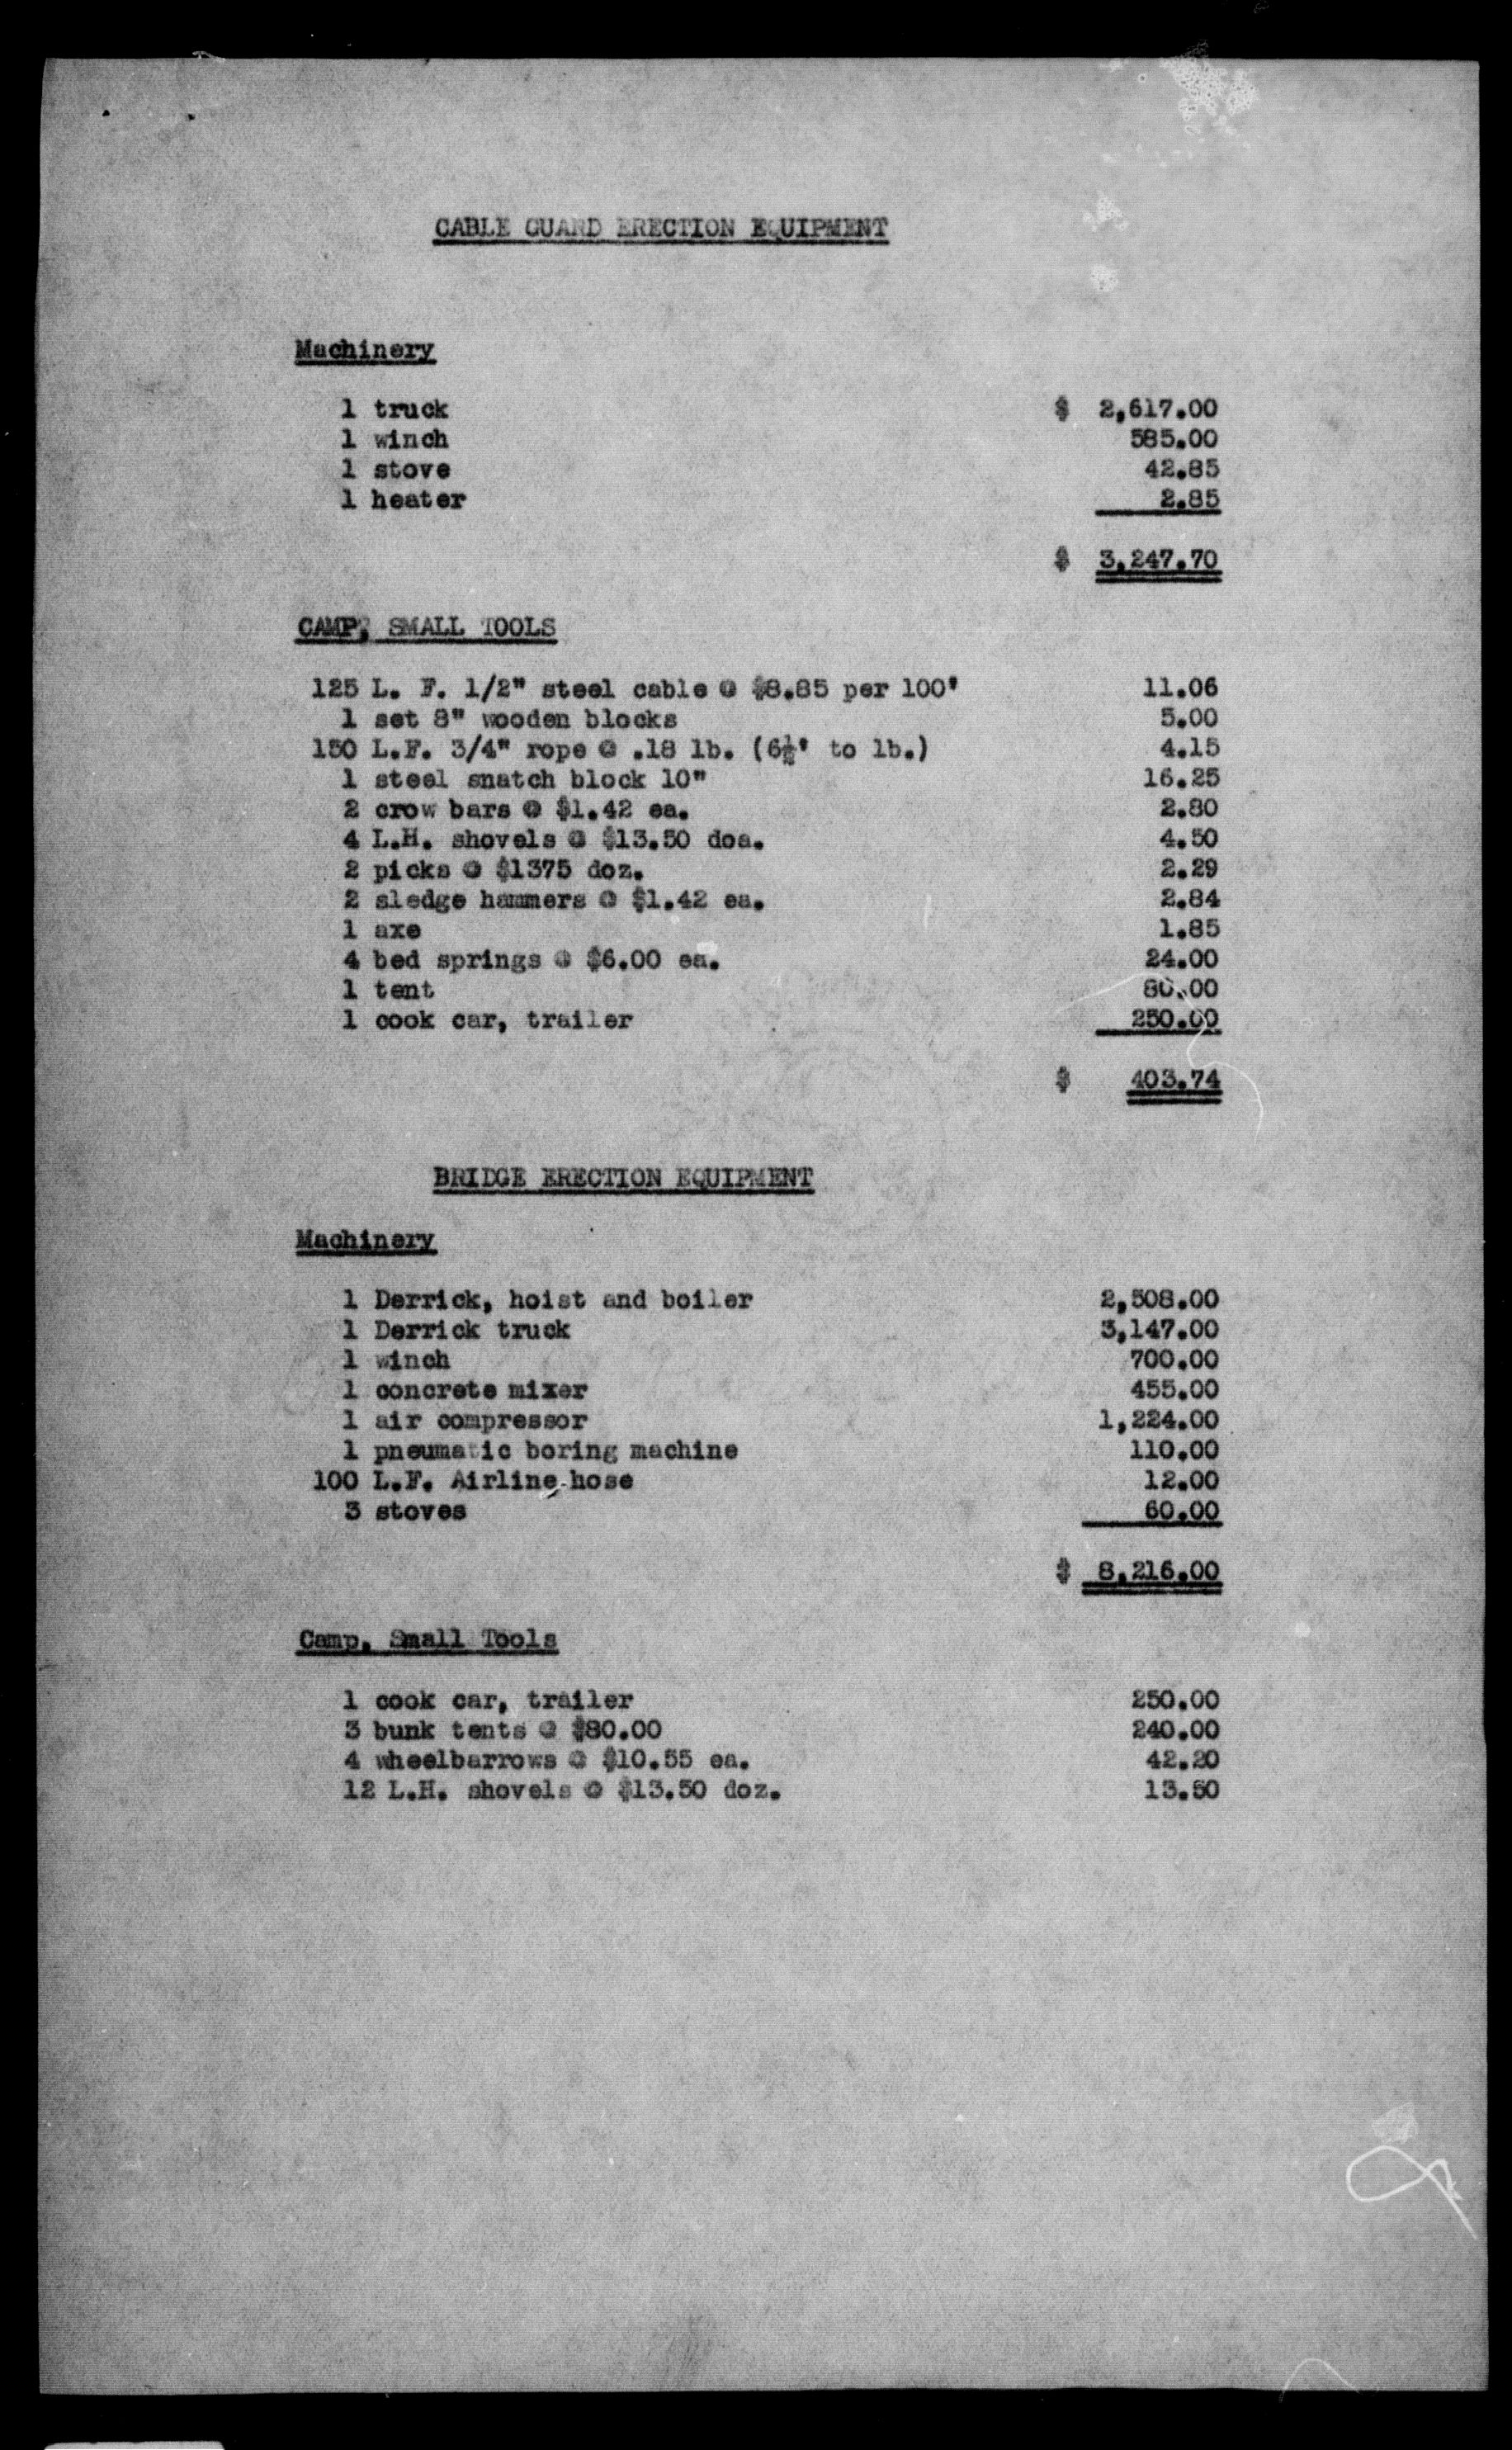 CABLE GUARD ERECTION EQUIPMENT
Machinery
1 truck $ 2,617.00
1 winch 585.00
1 stove 42.85
1 heater 2.85
$ 3,247.70
CAMP, SMALL TOOLS
125 L. F. 1/2" steel cable @ $8.85 per 100' 11.06
1 set 8" wooden blocks 5.00
150 L.F. 3/4" rope @ .18 lb. (6½' to lb.) 4.15
1 steel snatch block 10" 16.25
2 crow bars @ $1.42 ea. 2.80
4 L.H. shovels @ $13.50 doa. 4.50
2 picks @ $1375 doz. 2.29
2 sledge hammers @ $1.42 ea. 2.84
1 axe 1.85
4 bed springs @ $6.00 ea. 24.00
1 tent 80.00
1 cook car, trailer 250.00
$ 403.74
BRIDGE ERECTION EQUIPMENT
Machinery
1 Derrick, hoist and boiler 2,508.00
1 Derrick truck 3,147.00
1 winch 700.00
1 concrete mixer 455.00
1 air compressor 1,224.00
1 pneumatic boring machine 110.00
100 L.F. Airline hose 12.00
3 stoves 60.00
$ 8,216.00
Camp, Small Tools
1 cook car, trailer 250.00
3 bunk tents @ $80.00 240.00
4 wheelbarrows @ $10.55 ea. 42.20
12 L.H. shovels @ $13.50 doz. 13.50